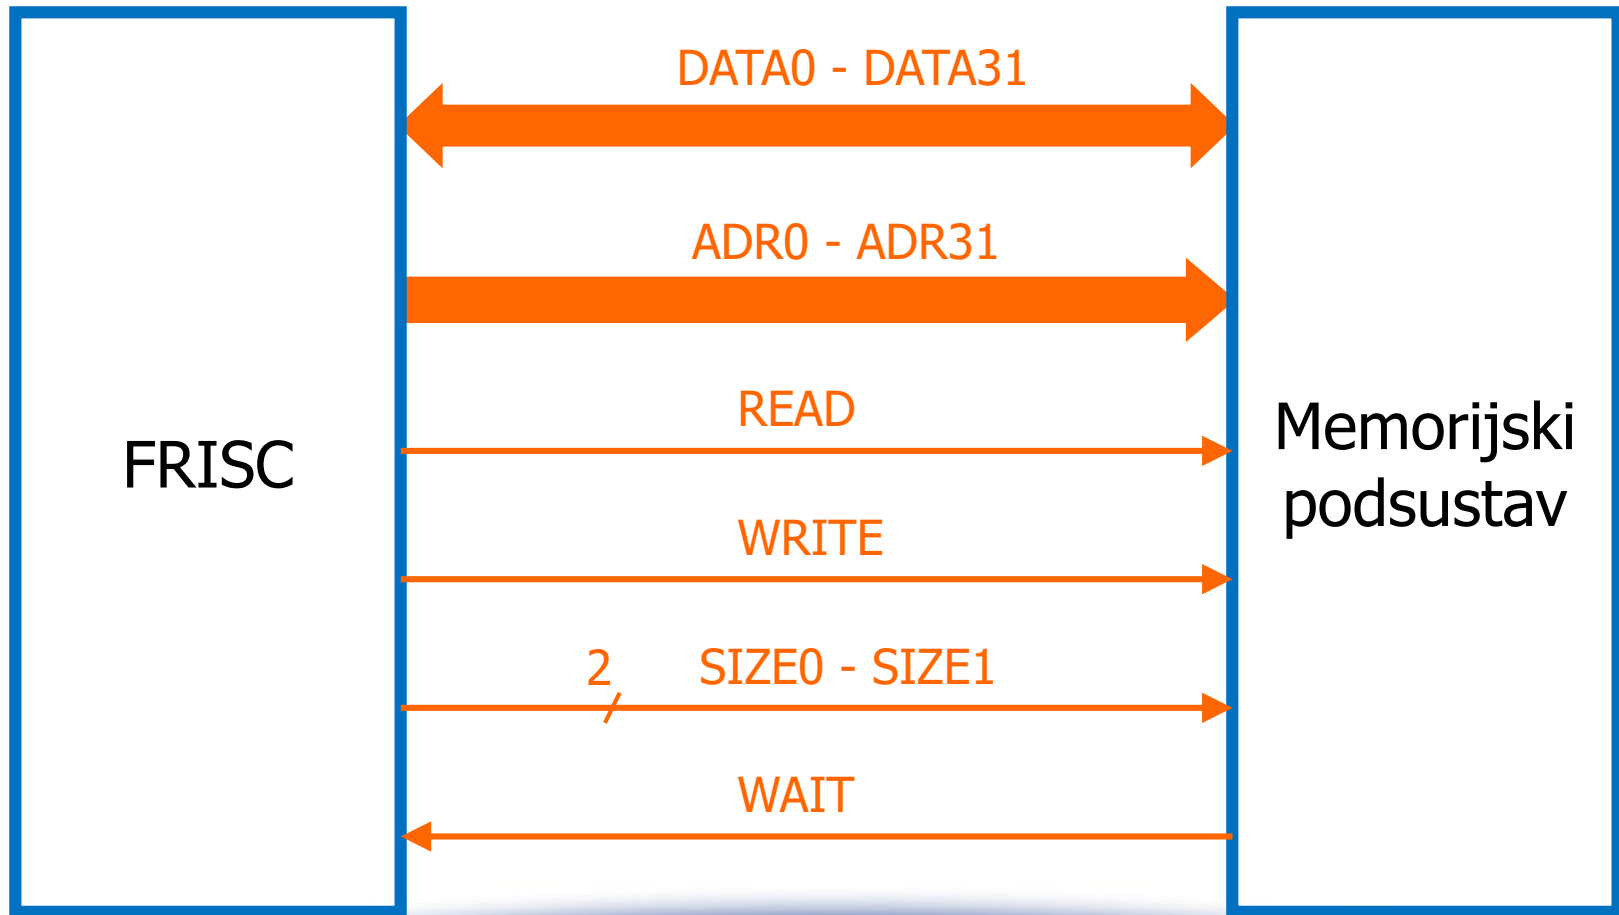 DATA0 - DATA31
ADR0 - ADR31
READ
FRISC
Memorijski
podsustav
WRITE
2 SIZE0 - SIZE1
WAIT